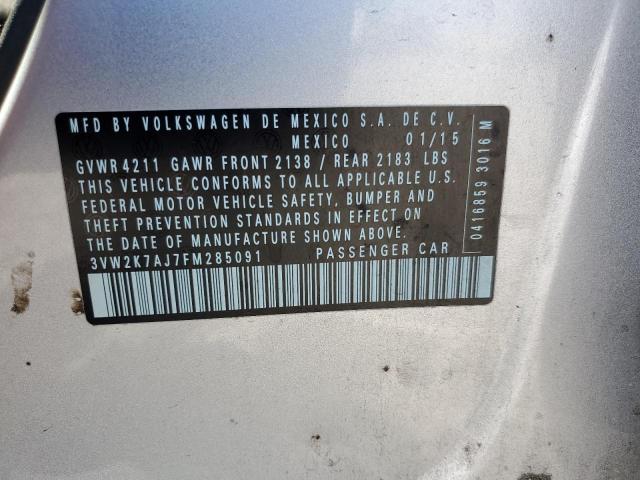 MFD BY VOLKSWAGEN DE MEXICO S.A. DE C.V.
MEXICO 01/15
GVWR 4211 GAWR FRONT 2138 / REAR 2183 LBS
THIS VEHICLE CONFORMS TO ALL APPLICABLE U.S.
FEDERAL MOTOR VEHICLE SAFETY, BUMPER AND
THEFT PREVENTION STANDARDS IN EFFECT ON
THE DATE OF MANUFACTURE SHOWN ABOVE.
3VW2K7AJ7FM285091 PASSENGER CAR
0416859 3016 M